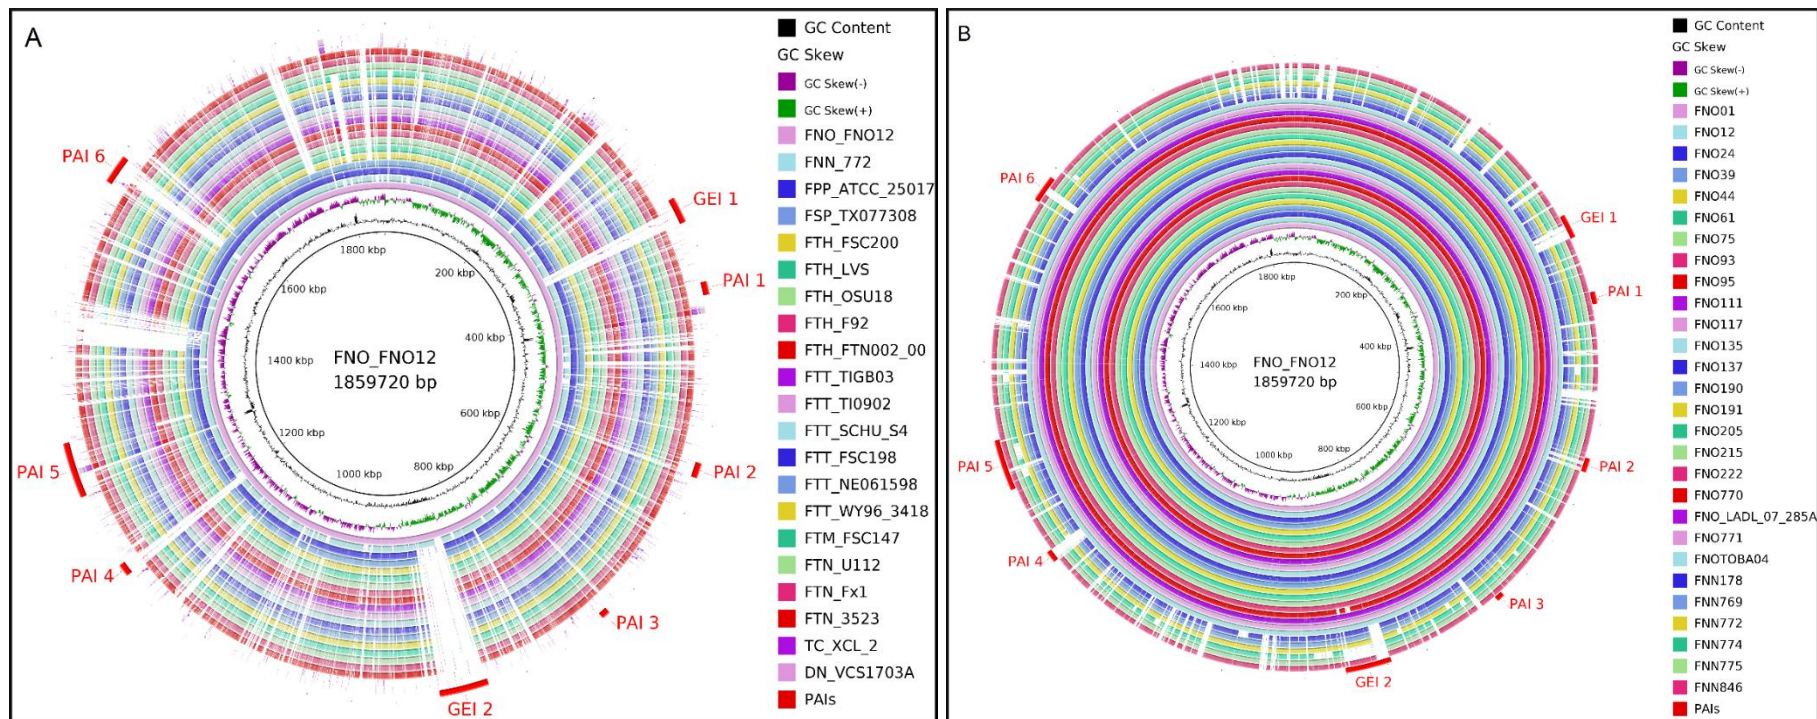 A
GC Content
GC Skew
GC Skew(-)
GC Skew(+)
FNO_FNO12
FNN_772
FPP_ATCC_25017
FSP_TX077308
FTH_FSC200
FTH_LVS
FTH_OSU18
FTH_F92
FTH_FTN002_00
FTT_TIGB03
FTT_TI0902
FTT_SCHU_S4
FTT_FSC198
FTT_NE061598
FTT_WY96_3418
FTM_FSC147
FTN_U112
FTN_Fx1
FTN_3523
TC_XCL_2
DN_VCS1703A
PAIs
PAI 6
GEI 1
PAI 1
PAI 2
PAI 3
GEI 2
PAI 4
PAI 5
1800 kbp
200 kbp
1600 kbp
400 kbp
1400 kbp
FNO_FNO12
1859720 bp
600 kbp
1200 kbp
800 kbp
1000 kbp
B
GC Content
GC Skew
GC Skew(-)
GC Skew(+)
FNO01
FNO12
FNO24
FNO39
FNO44
FNO61
FNO75
FNO93
FNO95
FNO111
FNO117
FNO135
FNO137
FNO190
FNO191
FNO205
FNO215
FNO222
FNO770
FNO_LADL_07_285A
FNO771
FNOTOBA04
FNN178
FNN769
FNN772
FNN774
FNN775
FNN846
PAIs
PAI 6
GEI 1
PAI 1
PAI 2
PAI 3
GEI 2
PAI 4
PAI 5
1800 kbp
200 kbp
1600 kbp
400 kbp
1400 kbp
FNO_FNO12
1859720 bp
600 kbp
1200 kbp
800 kbp
1000 kbp